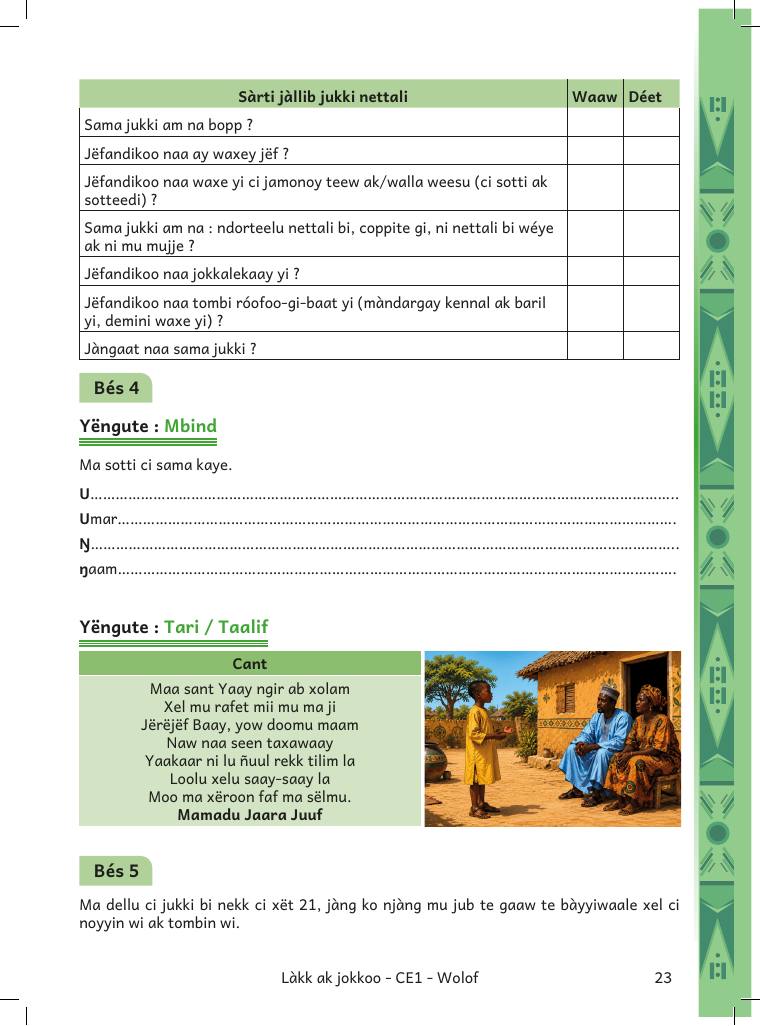 Sàrti jàllib jukki nettali Waaw Déet
Sama jukki am na bopp ?
Jëfandikoo naa ay waxey jëf ?
Jëfandikoo naa waxe yi ci jamonoy teew ak/walla weesu (ci sotti ak
sotteedi) ?
Sama jukki am na : ndorteelu nettali bi, coppite gi, ni nettali bi wéye
ak ni mu mujje ?
Jëfandikoo naa jokkalekaay yi ?
Jëfandikoo naa tombi róofoo-gi-baat yi (màndargay kennal ak baril
yi, demini waxe yi) ?
Jàngaat naa sama jukki ?
Bés 4
Yëngute : Mbind
Ma sotti ci sama kaye.
U........................................................................................................................................
Umar.................................................................................................................................
Ŋ........................................................................................................................................
ŋaam.................................................................................................................................
Yëngute : Tari / Taalif
Cant
Maa sant Yaay ngir ab xolam
Xel mu rafet mii mu ma ji
Jërëjëf Baay, yow doomu maam
Naw naa seen taxawaay
Yaakaar ni lu ñuul rekk tilim la
Loolu xelu saay-saay la
Moo ma xëroon faf ma sëlmu.
Mamadu Jaara Juuf
Bés 5
Ma dellu ci jukki bi nekk ci xët 21, jàng ko njàng mu jub te gaaw te bàyyiwaale xel ci
noyyin wi ak tombin wi.
Làkk ak jokkoo - CE1 - Wolof 23